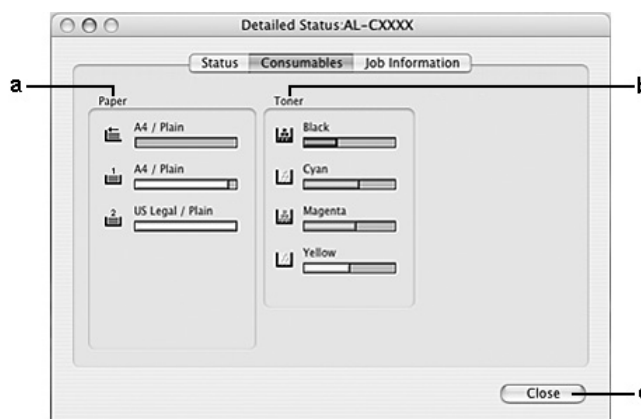 Detailed Status:AL-CXXXX
Status Consumables Job Information
a
b
Paper
Toner
A4 / Plain
Black
1
A4 / Plain
Cyan
2
US Legal / Plain
Magenta
Yellow
Close